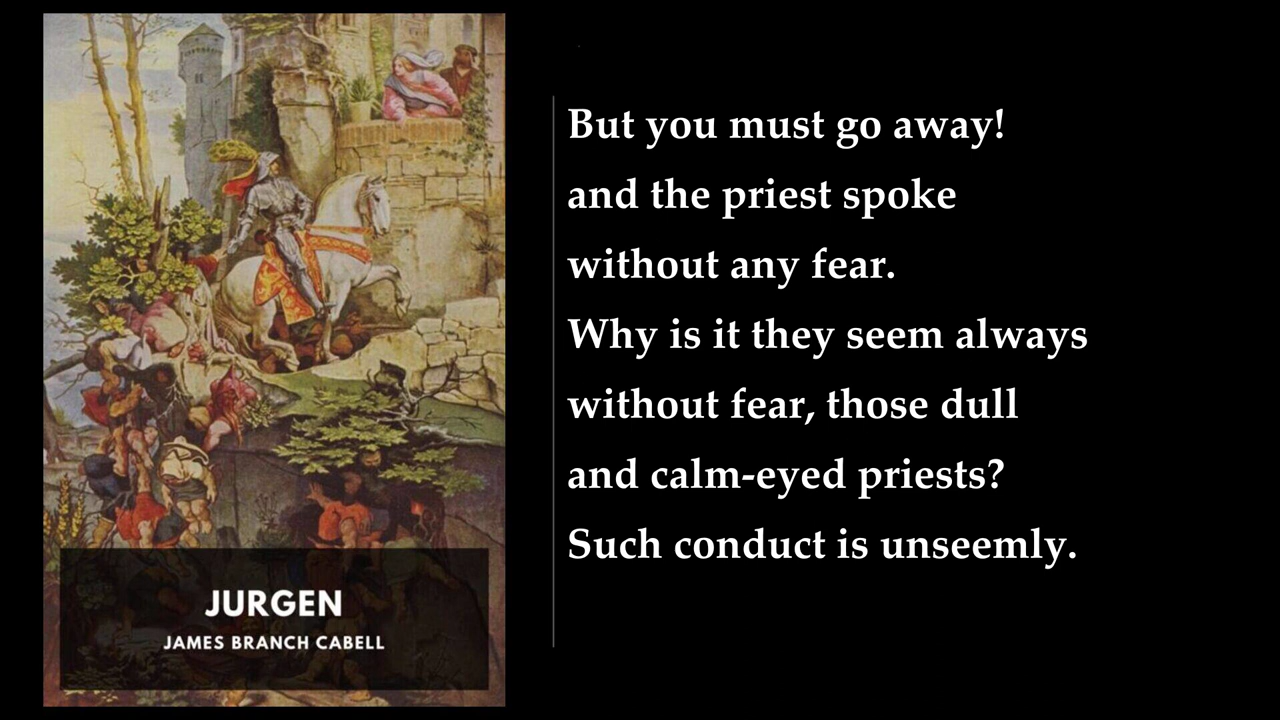 JURGEN
JAMES BRANCH CABELL
But you must go away!
and the priest spoke
without any fear.
Why is it they seem always
without fear, those dull
and calm-eyed priests?
Such conduct is unseemly.